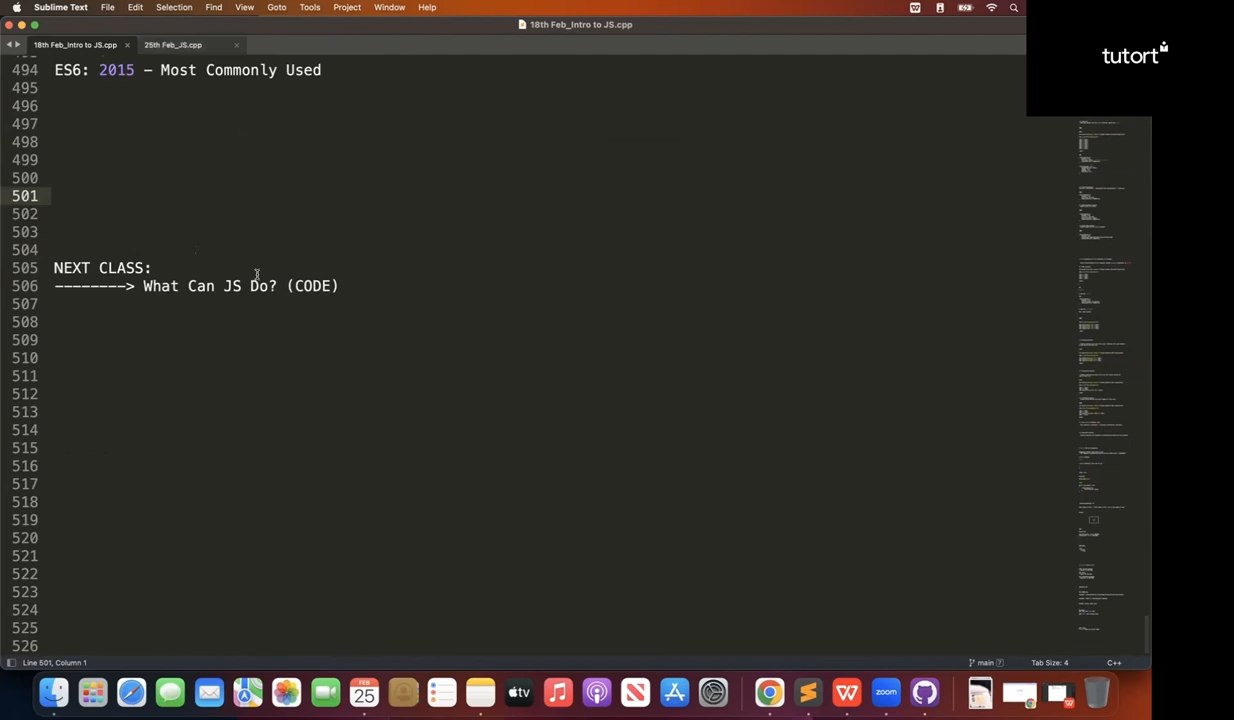 Sublime Text File Edit Selection Find View Goto Tools Project Window Help
18th Feb_Intro to JS.cpp
tutort
18th Feb_Intro to JS.cpp × 25th Feb_JS.cpp ×
494 ES6: 2015 – Most Commonly Used
495
496
497
498
499
500
501
502
503
504
505 NEXT CLASS:
506 --------> What Can JS Do? (CODE)
507
508
509
510
511
512
513
514
515
516
517
518
519
520
521
522
523
524
525
526
Line 501, Column 1 main Tab Size: 4 C++
FEB
25
tv
zoom